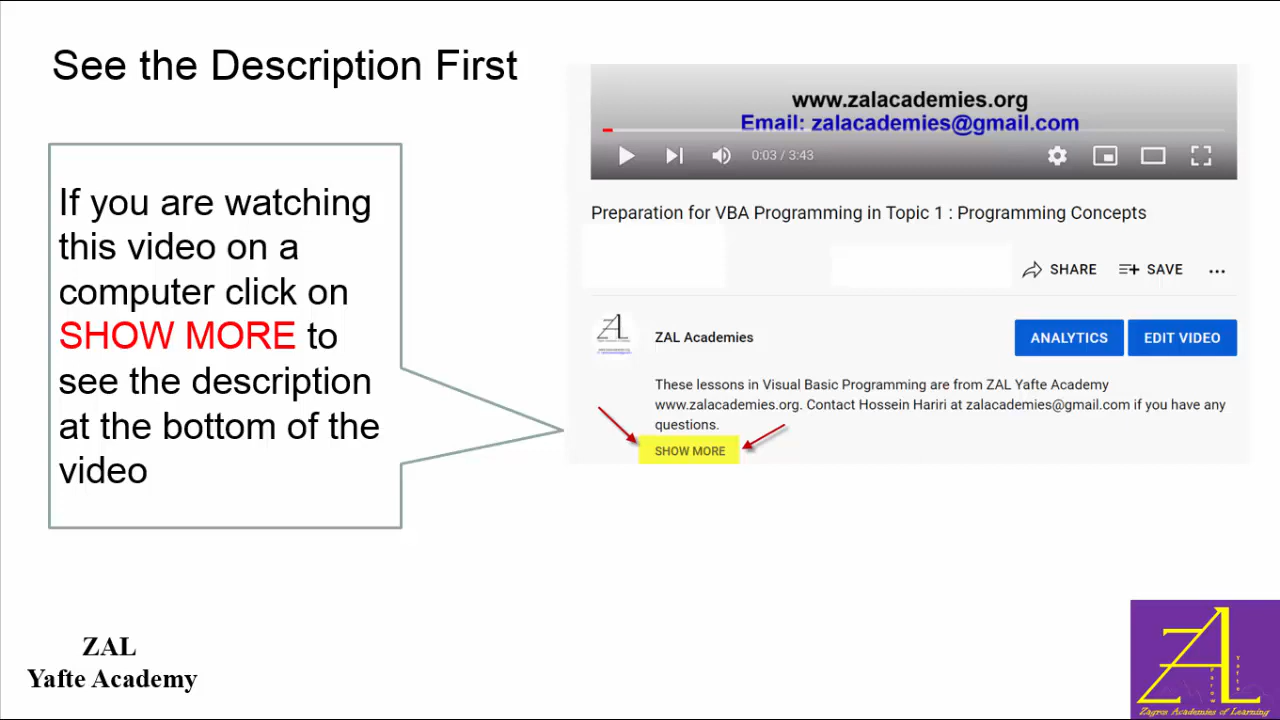 See the Description First
If you are watching
this video on a
computer click on
SHOW MORE to
see the description
at the bottom of the
video
www.zalacademies.org
Email: zalacademies@gmail.com
0:03 / 3:43
Preparation for VBA Programming in Topic 1 : Programming Concepts
SHARE SAVE ...
ZAL Academies
ANALYTICS EDIT VIDEO
These lessons in Visual Basic Programming are from ZAL Yafte Academy
www.zalacademies.org. Contact Hossein Hariri at zalacademies@gmail.com if you have any
questions.
SHOW MORE
ZAL
Yafte Academy
ZAL
Yafte
Zagros Academies of Learning